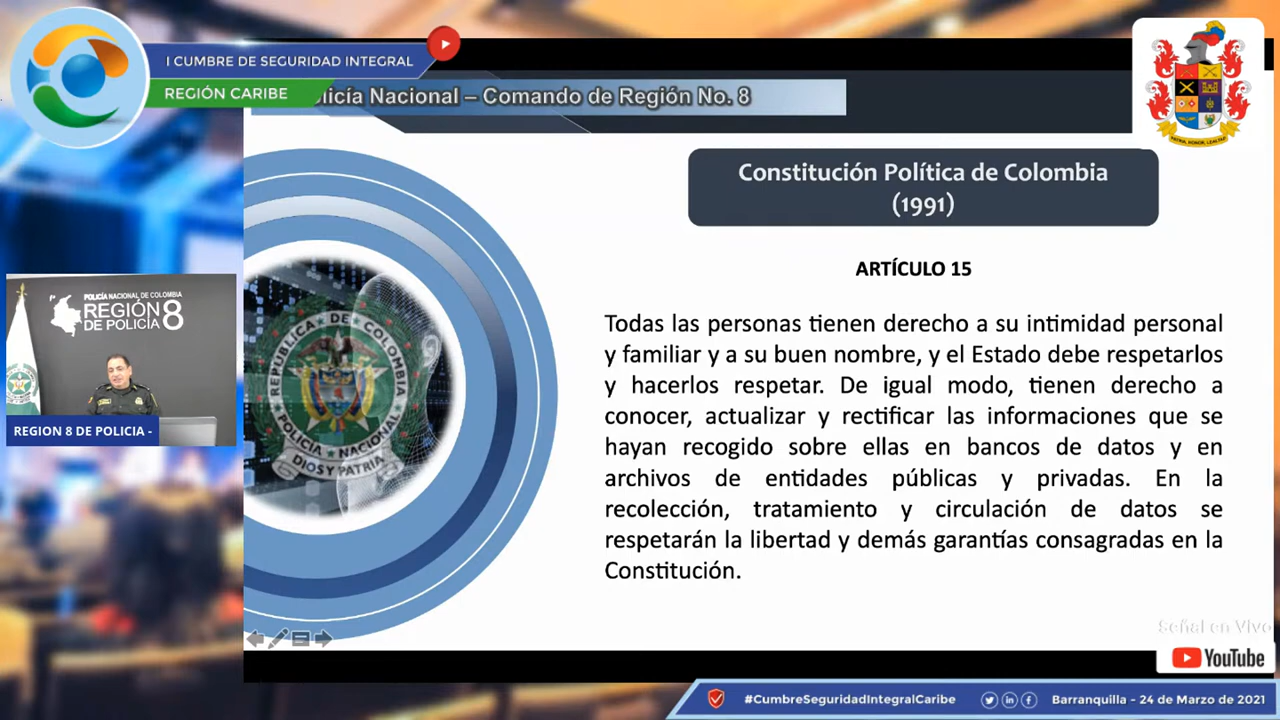 I CUMBRE DE SEGURIDAD INTEGRAL
REGIÓN CARIBE
licía Nacional – Comando de Región No. 8
Constitución Política de Colombia
(1991)
ARTÍCULO 15
Todas las personas tienen derecho a su intimidad personal
y familiar y a su buen nombre, y el Estado debe respetarlos
y hacerlos respetar. De igual modo, tienen derecho a
conocer, actualizar y rectificar las informaciones que se
hayan recogido sobre ellas en bancos de datos y en
archivos de entidades públicas y privadas. En la
recolección, tratamiento y circulación de datos se
respetarán la libertad y demás garantías consagradas en la
Constitución.
REPUBLICA DE COLOMBIA
POLICÍA NACIONAL
DIOS Y PATRIA
POLICÍA NACIONAL DE COLOMBIA
REGIÓN 8
DE POLICÍA
REGION 8 DE POLICIA -
PATRIA, HONOR, LEALTAD
Señal en Vivo
YouTube
#CumbreSeguridadIntegralCaribe
Barranquilla - 24 de Marzo de 2021